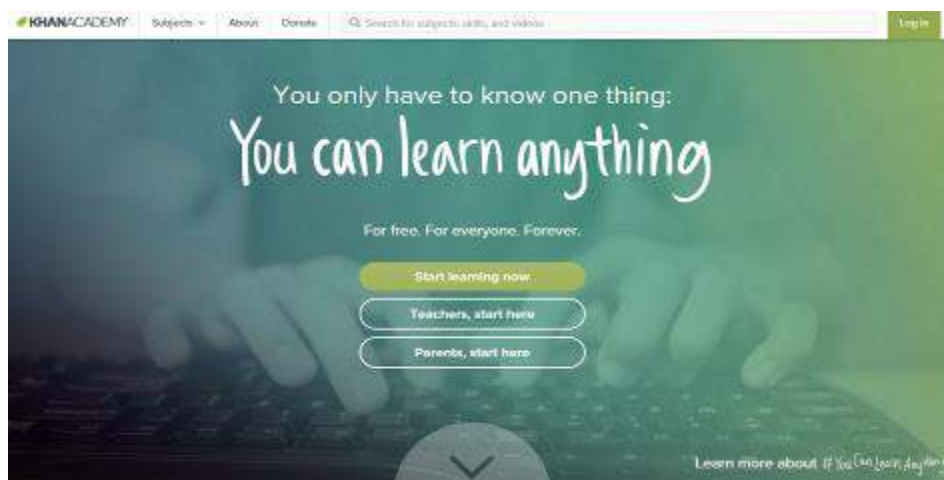 KHANACADEMY Subjects About Donate Search for subjects, skills, and videos Log in
You only have to know one thing:
You can learn anything
For free. For everyone. Forever.
Start learning now
Teachers, start here
Parents, start here
Learn more about #YouCanLearnAnything